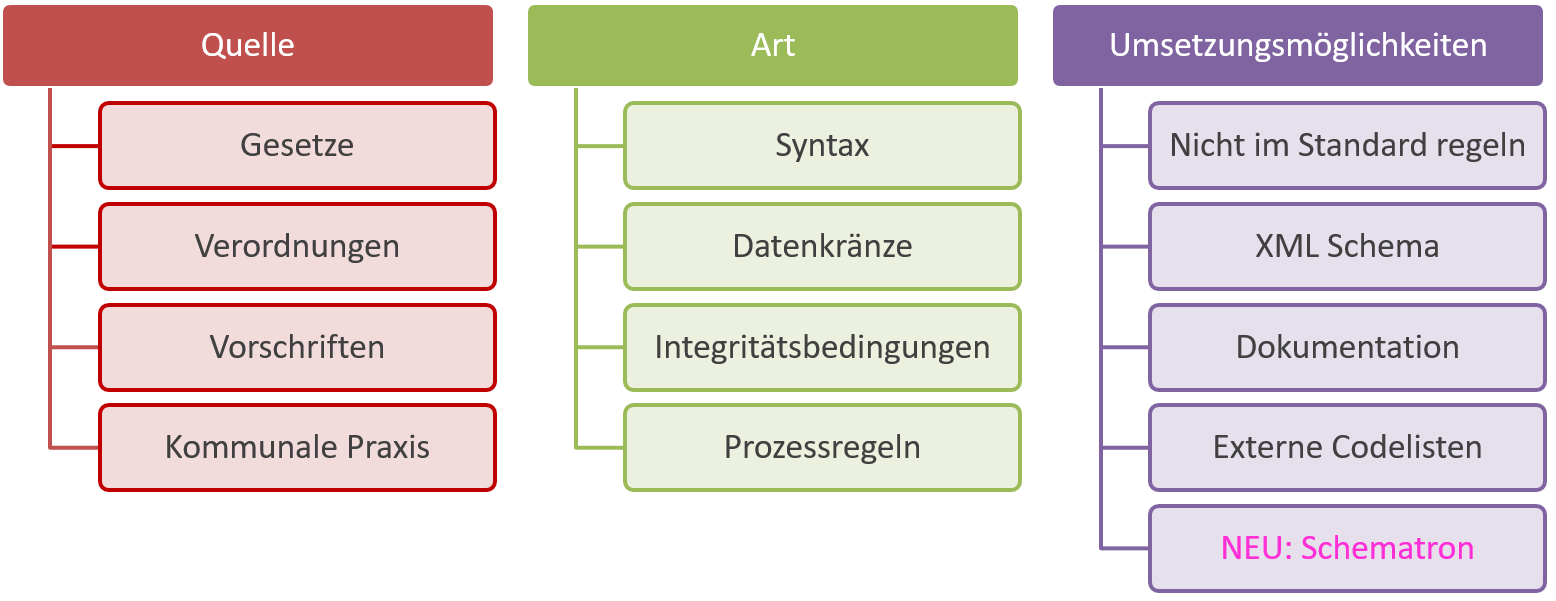 Quelle
Gesetze
Verordnungen
Vorschriften
Kommunale Praxis
Art
Syntax
Datenkränze
Integritätsbedingungen
Prozessregeln
Umsetzungsmöglichkeiten
Nicht im Standard regeln
XML Schema
Dokumentation
Externe Codelisten
NEU: Schematron